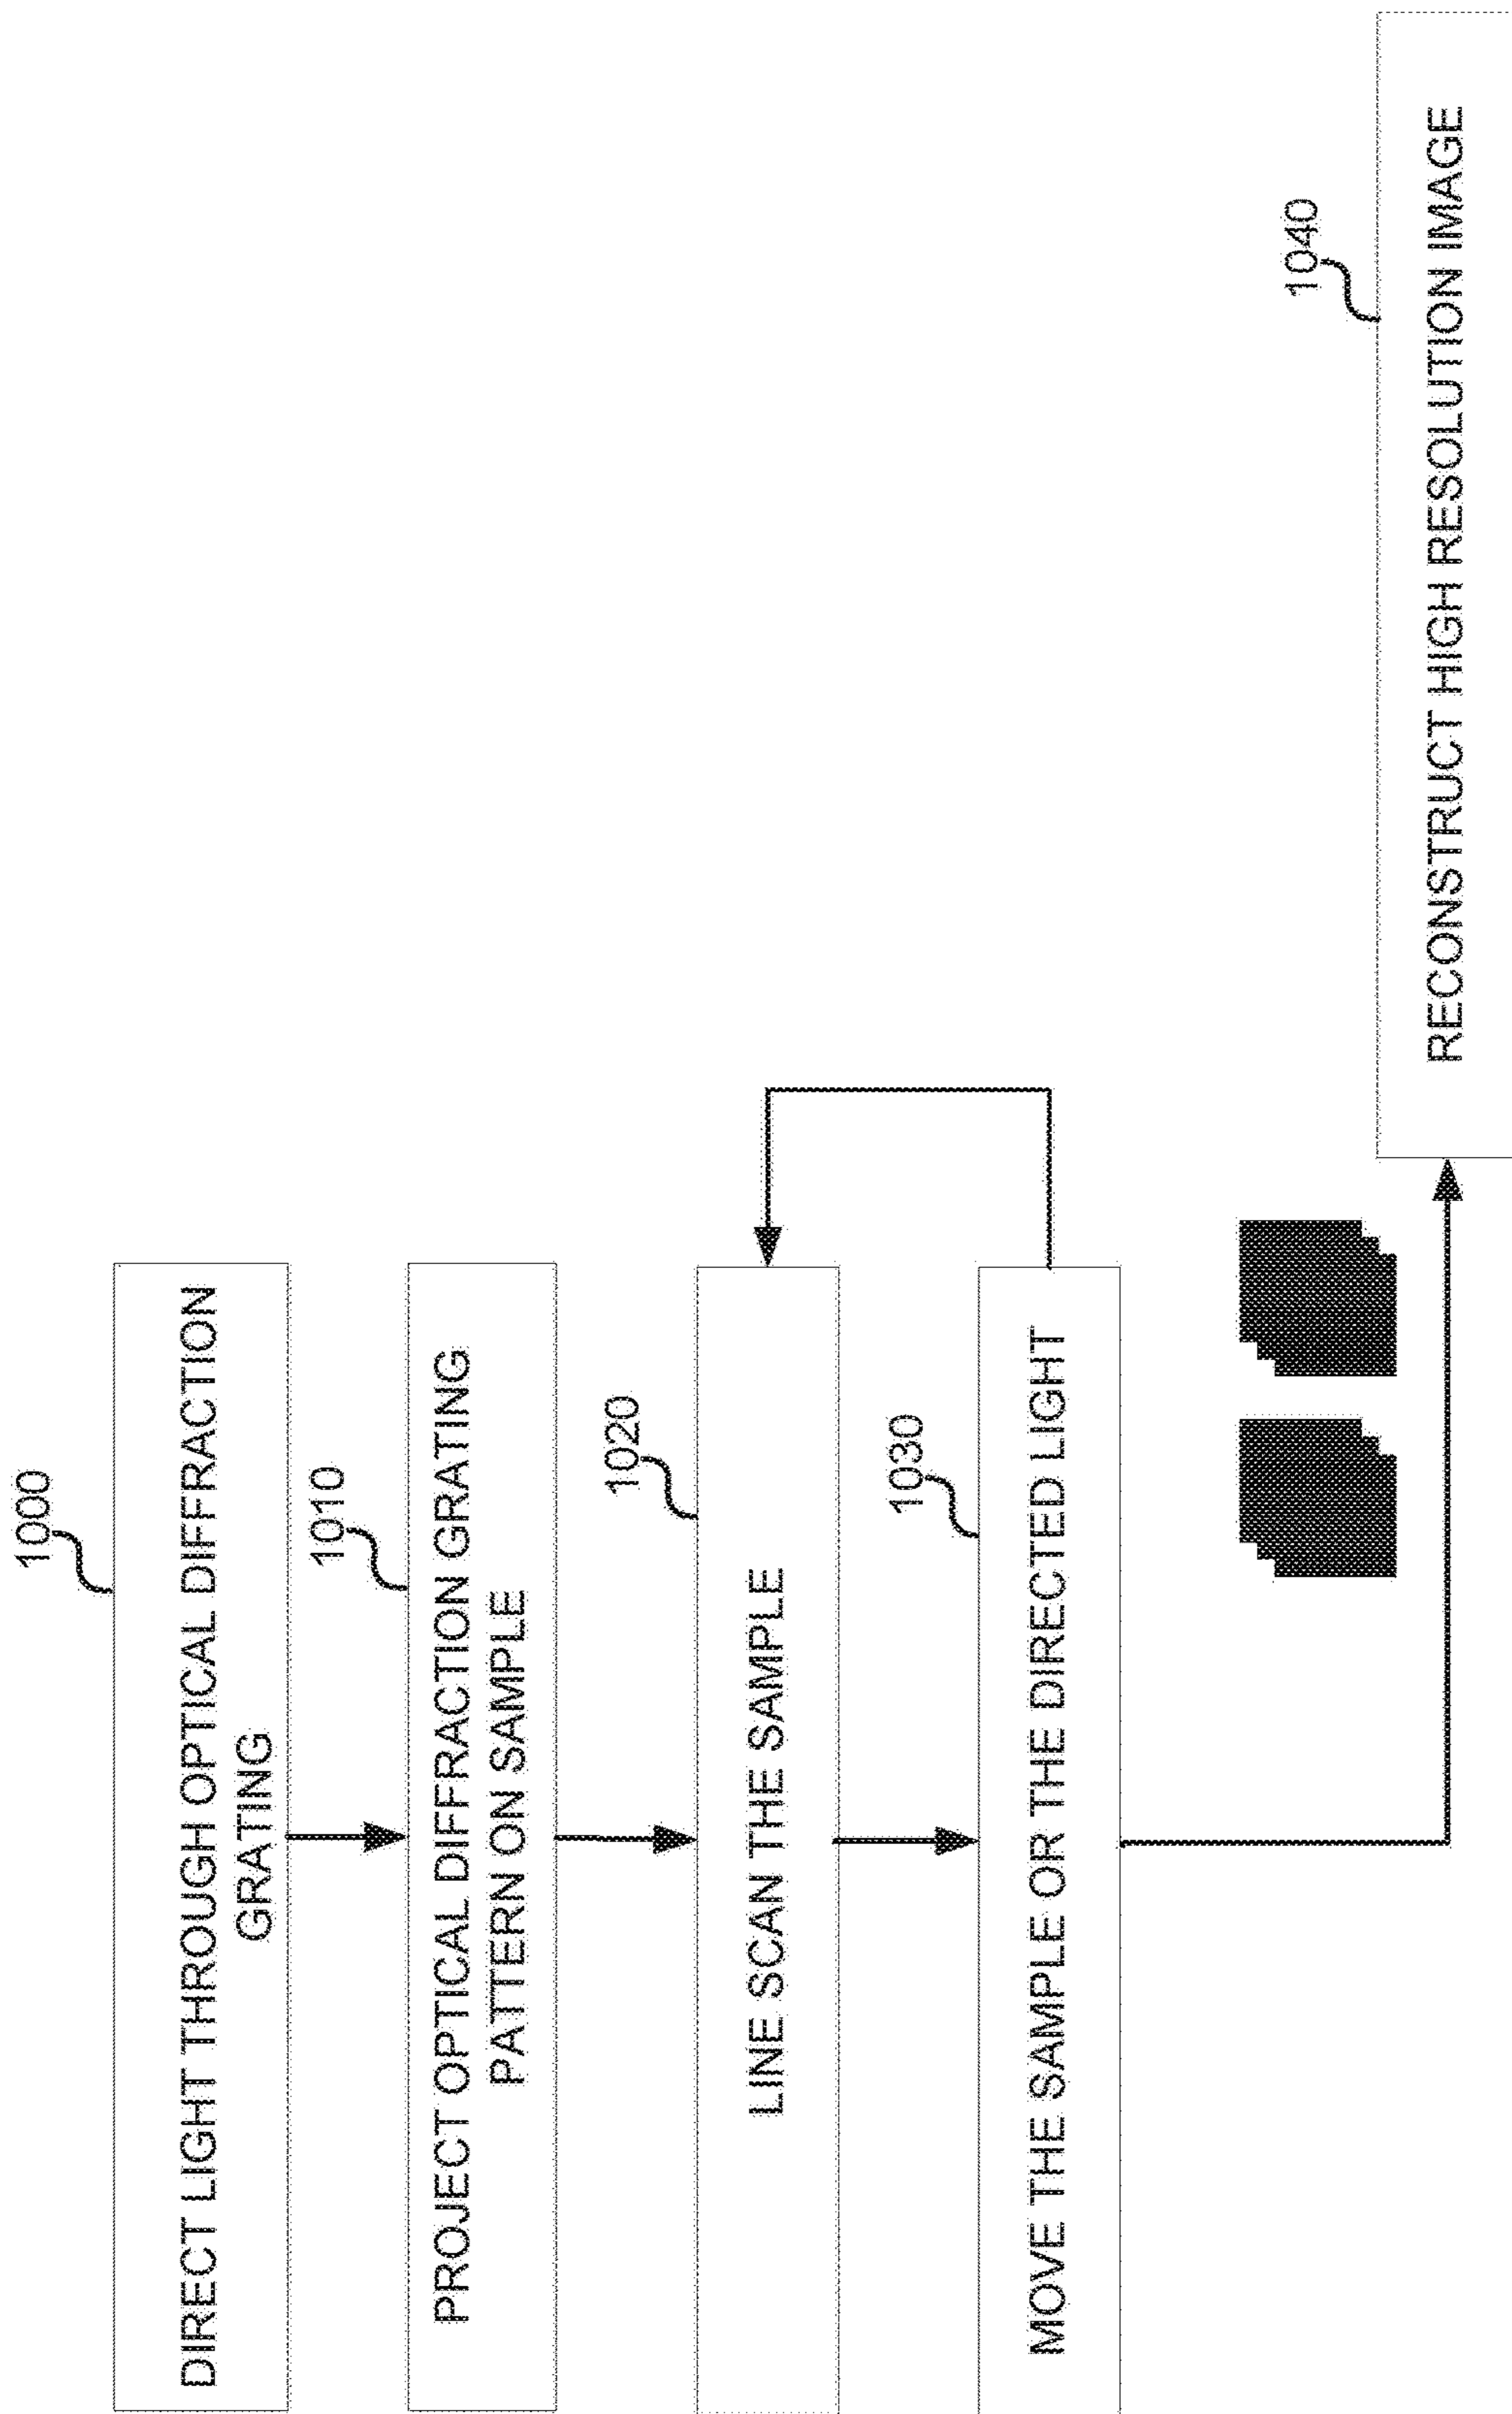 1000
DIRECT LIGHT THROUGH OPTICAL DIFFRACTION
GRATING
1010
PROJECT OPTICAL DIFFRACTION GRATING
PATTERN ON SAMPLE
1020
LINE SCAN THE SAMPLE
1030
MOVE THE SAMPLE OR THE DIRECTED LIGHT
1040
RECONSTRUCT HIGH RESOLUTION IMAGE